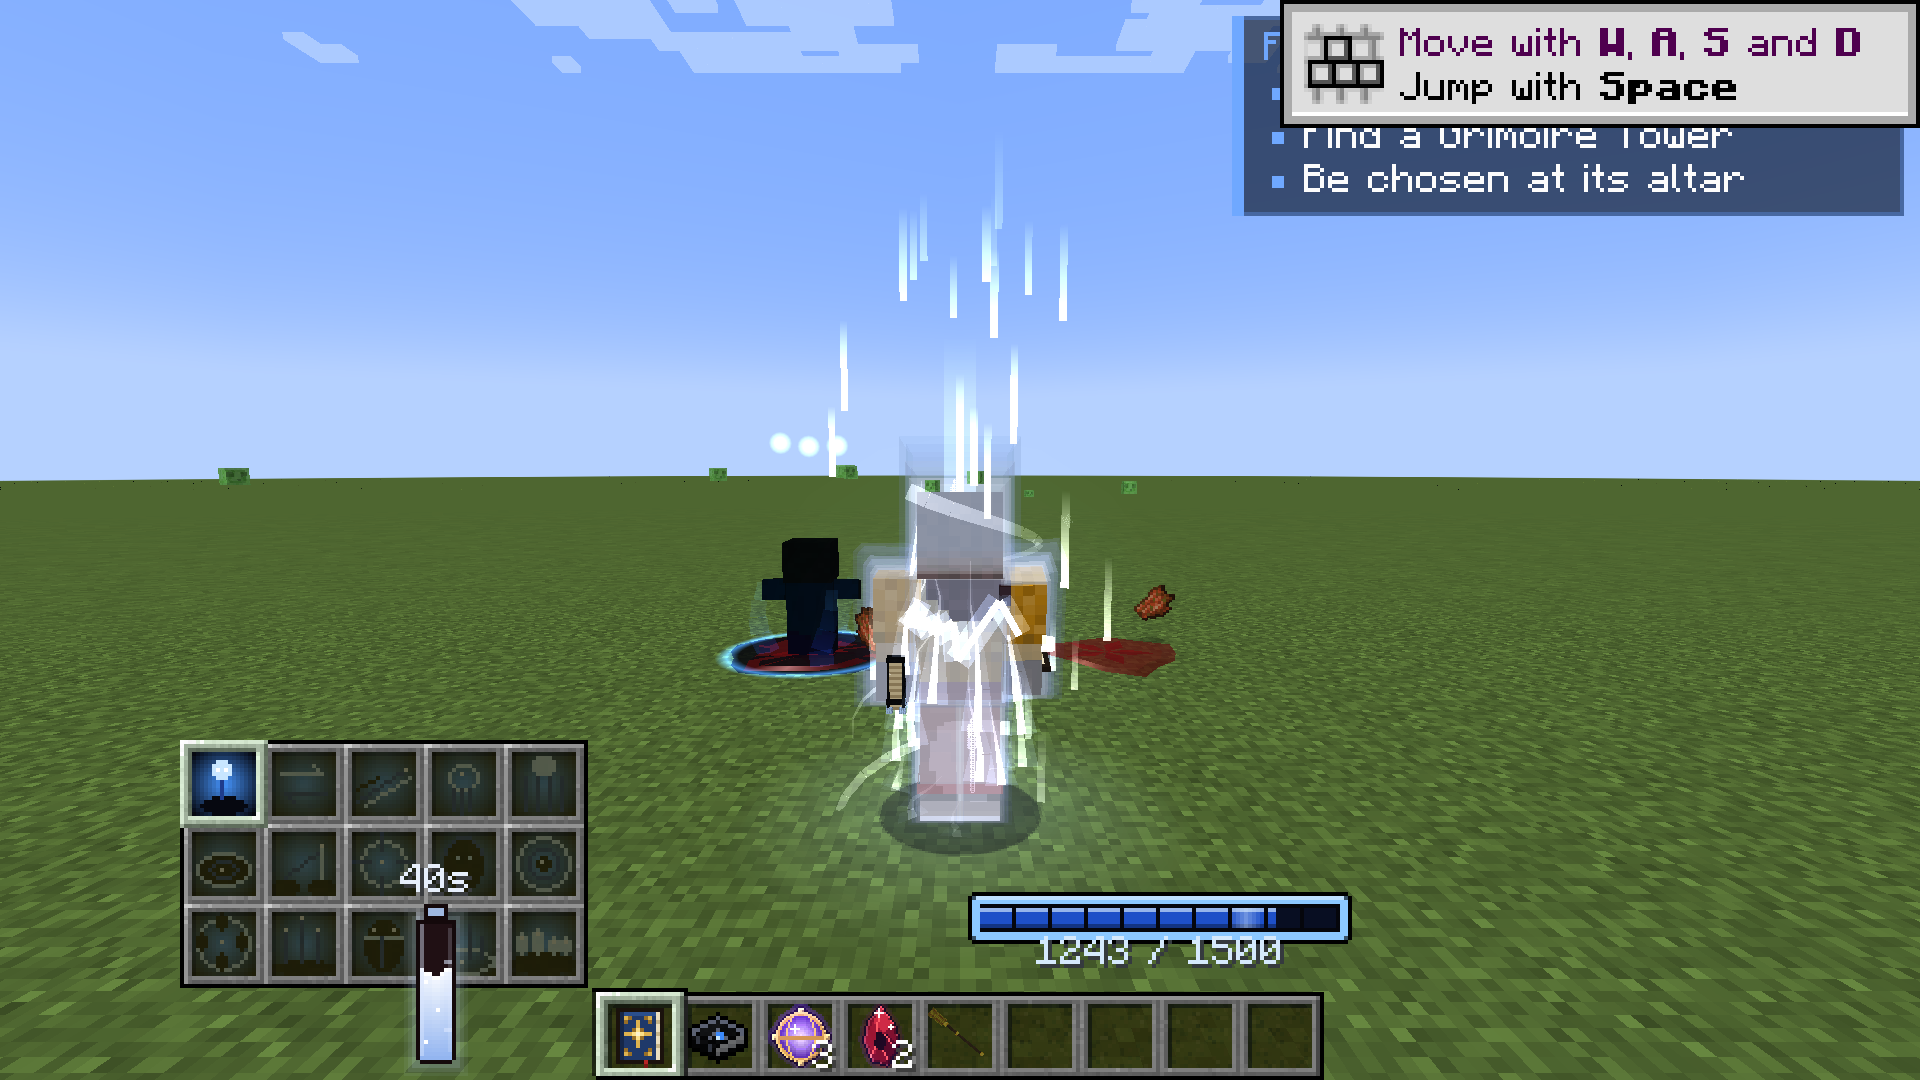 Move with W, A, S and D
Jump with Space
Find a Grimoire Tower
Be chosen at its altar
40s
1243 / 1500
3
2